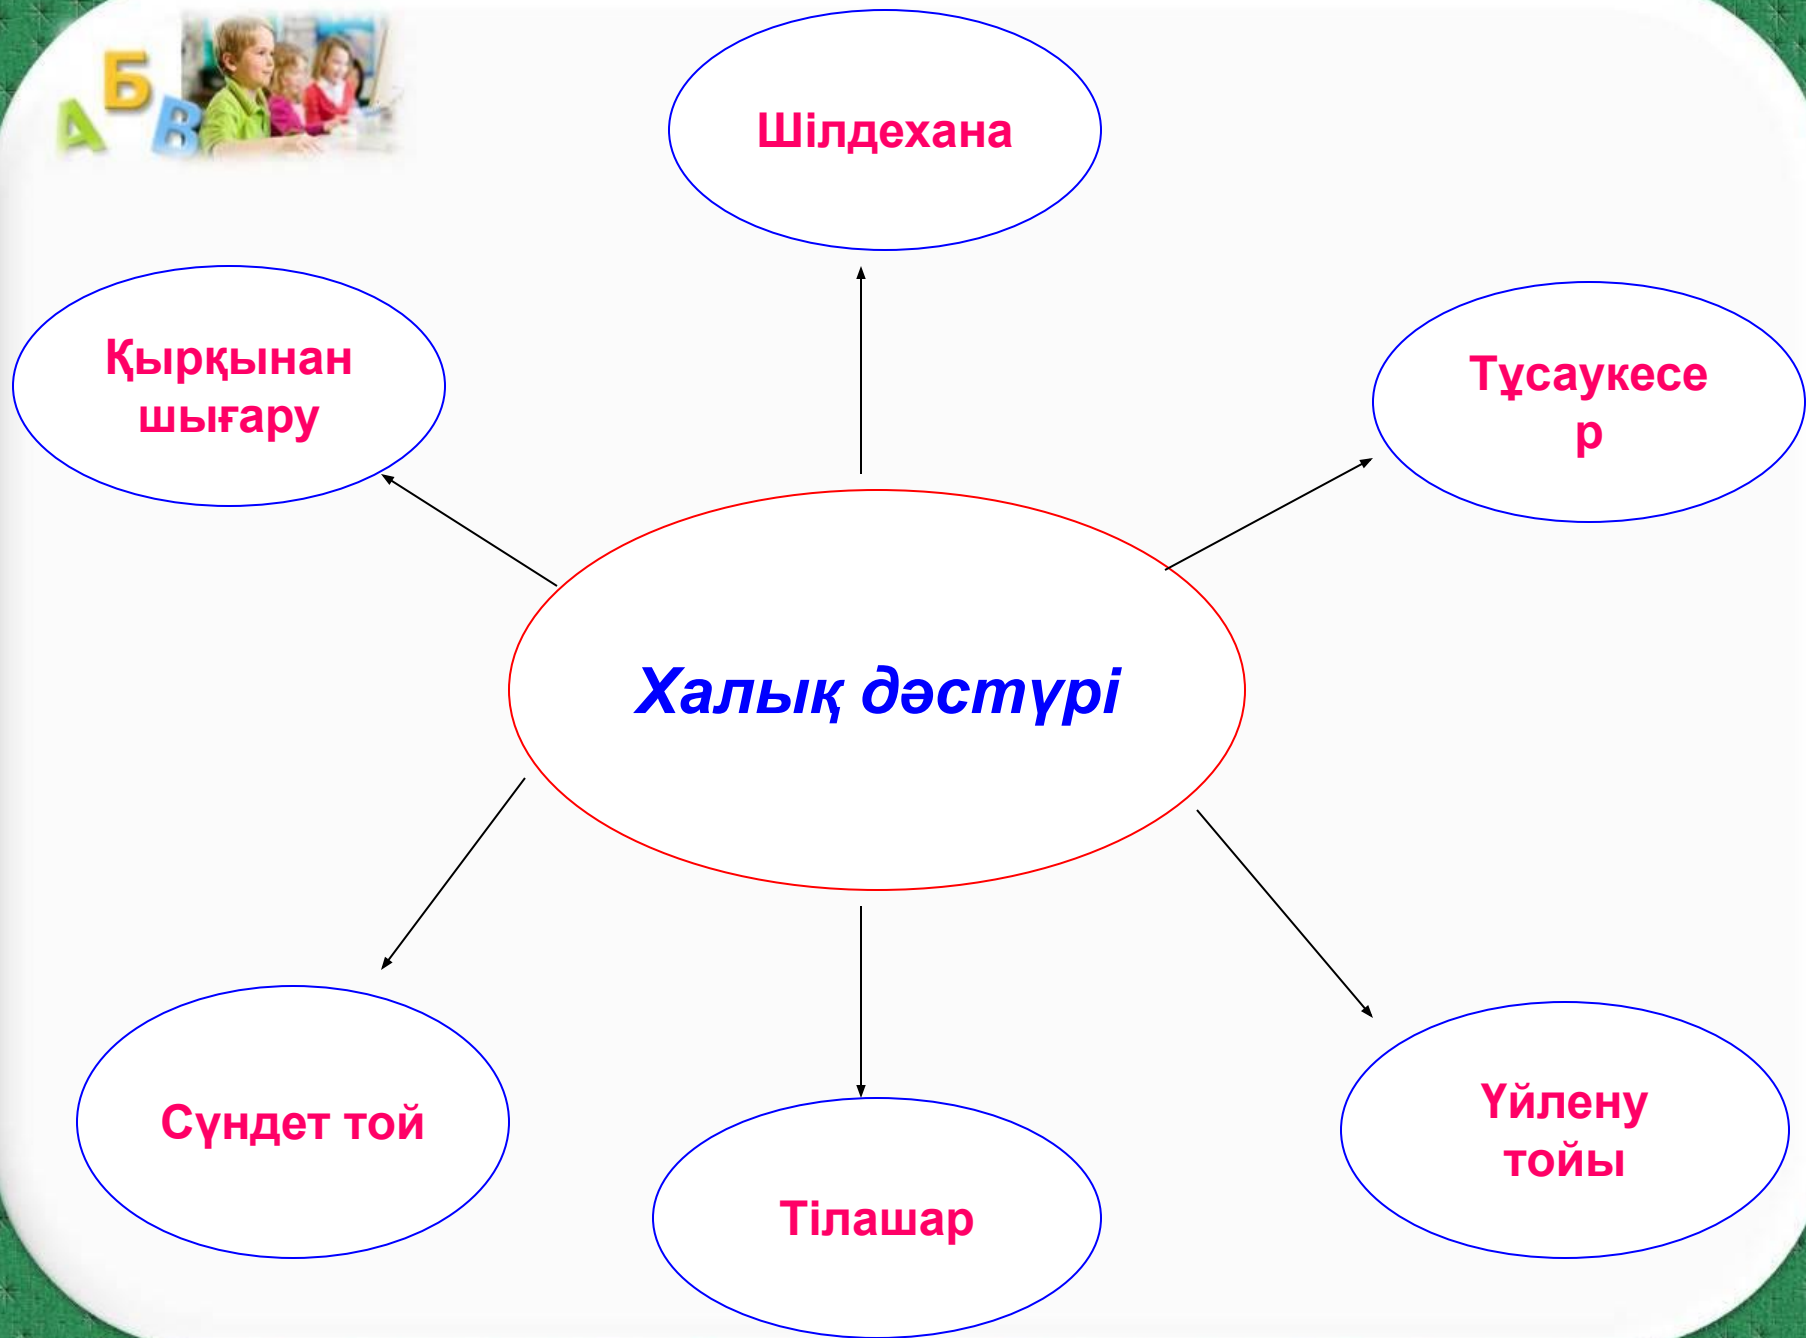 А
Б
В
Шілдехана
Қырқынан
шығару
Тұсаукесе
р
Халық дәстүрі
Сүндет той
Тілашар
Үйлену
тойы